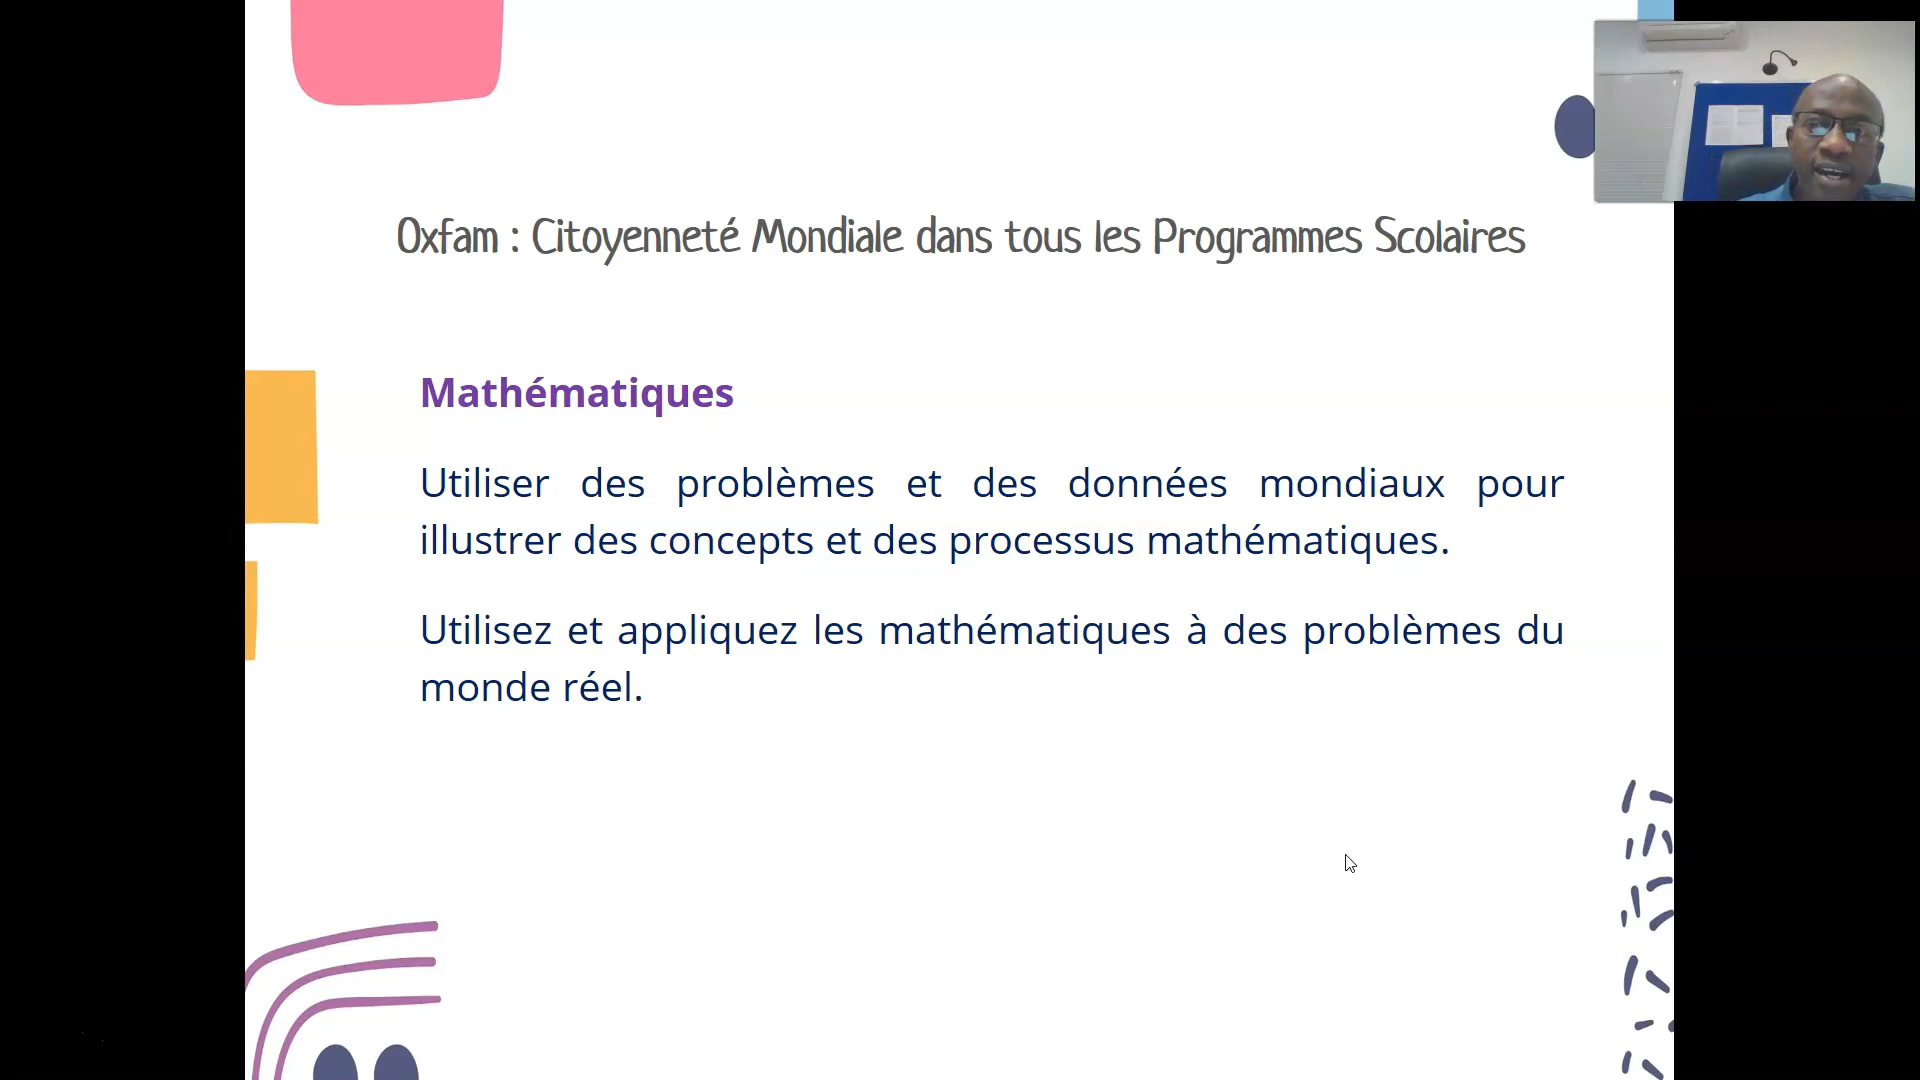 Oxfam : Citoyenneté Mondiale dans tous les Programmes Scolaires
Mathématiques
Utiliser des problèmes et des données mondiaux pour
illustrer des concepts et des processus mathématiques.
Utilisez et appliquez les mathématiques à des problèmes du
monde réel.